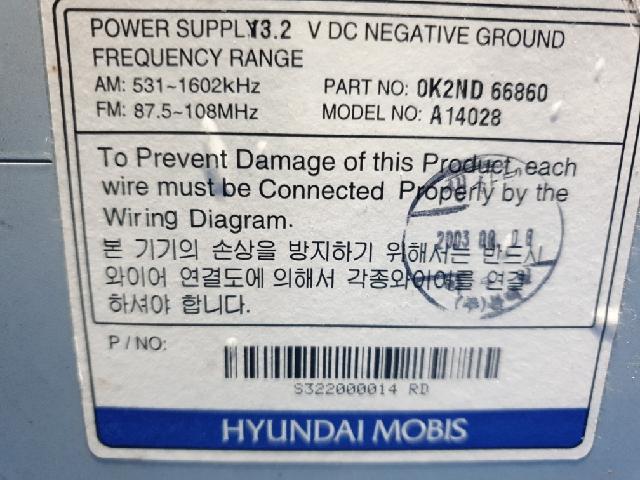 POWER SUPPLY 13.2 V DC NEGATIVE GROUND
FREQUENCY RANGE
AM: 531~1602kHz
PART NO: 0K2ND 66860
FM: 87.5~108MHz
MODEL NO: A14028
To Prevent Damage of this Product, each
wire must be Connected Properly by the
Wiring Diagram.
본 기기의 손상을 방지하기 위해서는 반드시
와이어 연결도에 의해서 각종와이어를 연결
하셔야 합니다.
2003
P/NO:
S322000014 RD
HYUNDAI MOBIS